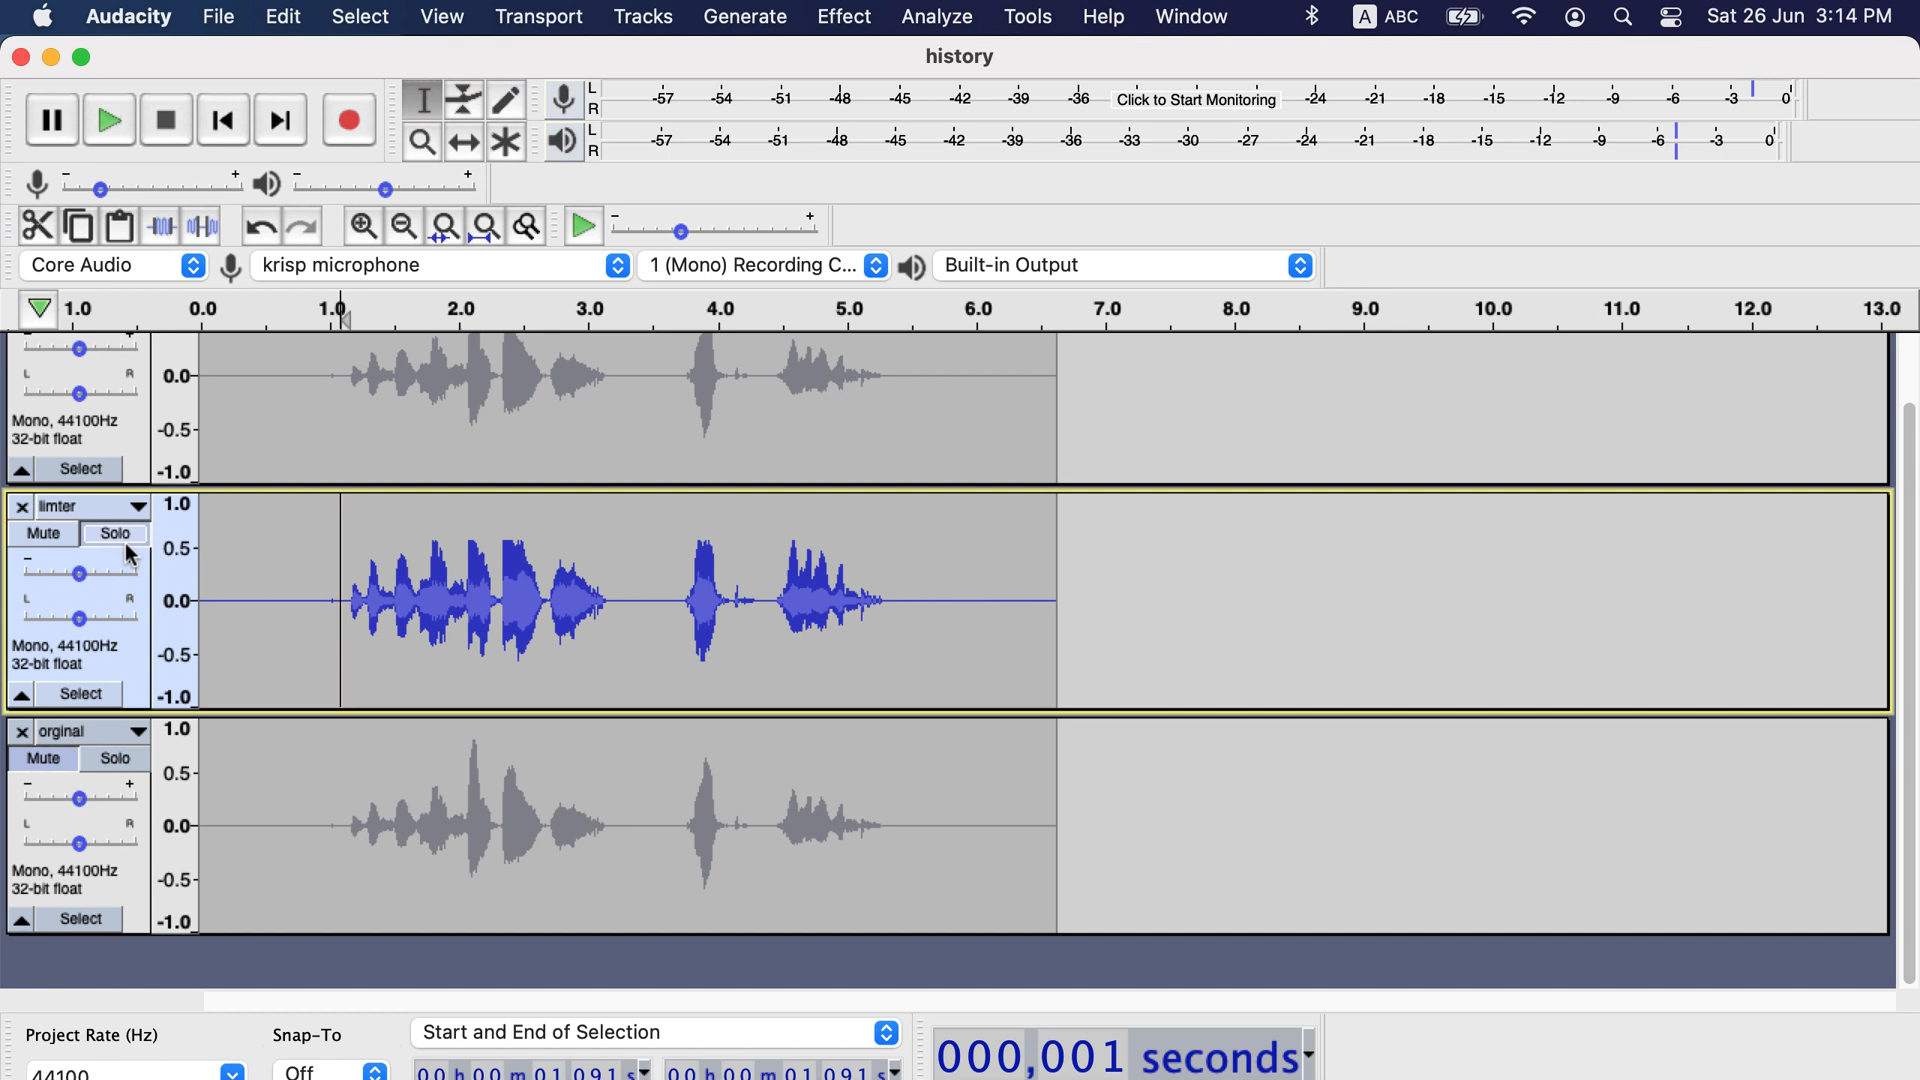 Audacity File Edit Select View Transport Tracks Generate Effect Analyze Tools Help Window A ABC Sat 26 Jun 3:14 PM
history
L R -57 -54 -51 -48 -45 -42 -39 -36 Click to Start Monitoring -24 -21 -18 -15 -12 -9 -6 -3 0
L R -57 -54 -51 -48 -45 -42 -39 -36 -33 -30 -27 -24 -21 -18 -15 -12 -9 -6 -3 0
- + - +
- +
Core Audio krisp microphone 1 (Mono) Recording C... Built-in Output
1.0 0.0 1.0 2.0 3.0 4.0 5.0 6.0 7.0 8.0 9.0 10.0 11.0 12.0 13.0
L R 0.0
Mono, 44100Hz
32-bit float -0.5
Select -1.0
limter 1.0
Mute Solo
0.5
L R 0.0
Mono, 44100Hz
32-bit float -0.5
Select -1.0
orginal 1.0
Mute Solo
- + 0.5
L R 0.0
Mono, 44100Hz
32-bit float -0.5
Select -1.0
Project Rate (Hz) Snap-To Start and End of Selection
44100 Off 00 h 00 m 01.091 s 00 h 00 m 01.091 s 000,001 seconds